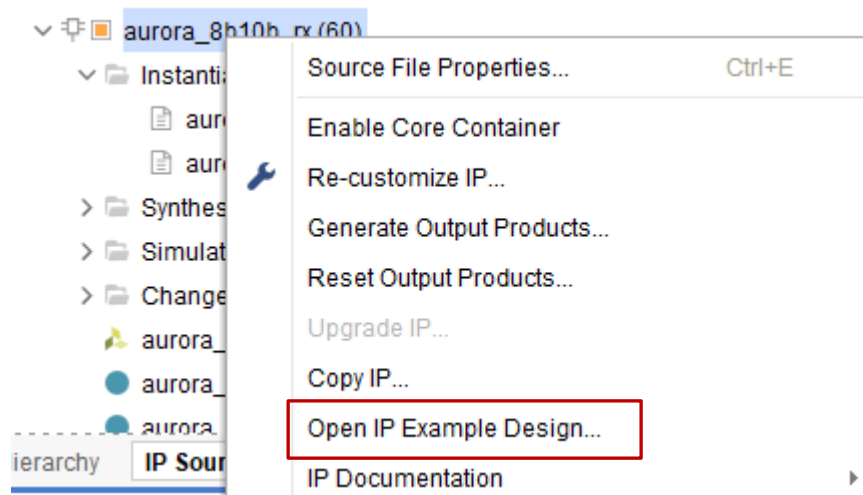 aurora_8b10b_rx (60)
Source File Properties... Ctrl+E
Enable Core Container
Re-customize IP...
Generate Output Products...
Reset Output Products...
Upgrade IP...
Copy IP...
Open IP Example Design...
IP Documentation
Instantia
auro
auro
Synthes
Simulat
Change
aurora_
aurora_
aurora
ierarchy
IP Sour